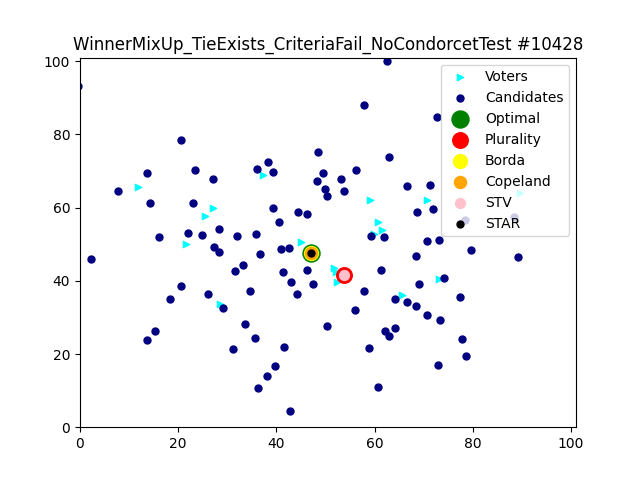 WinnerMixUp_TieExists_CriteriaFail_NoCondorcetTest #10428
100
80
60
40
20
0
0 20 40 60 80 100
Voters
Candidates
Optimal
Plurality
Borda
Copeland
STV
STAR